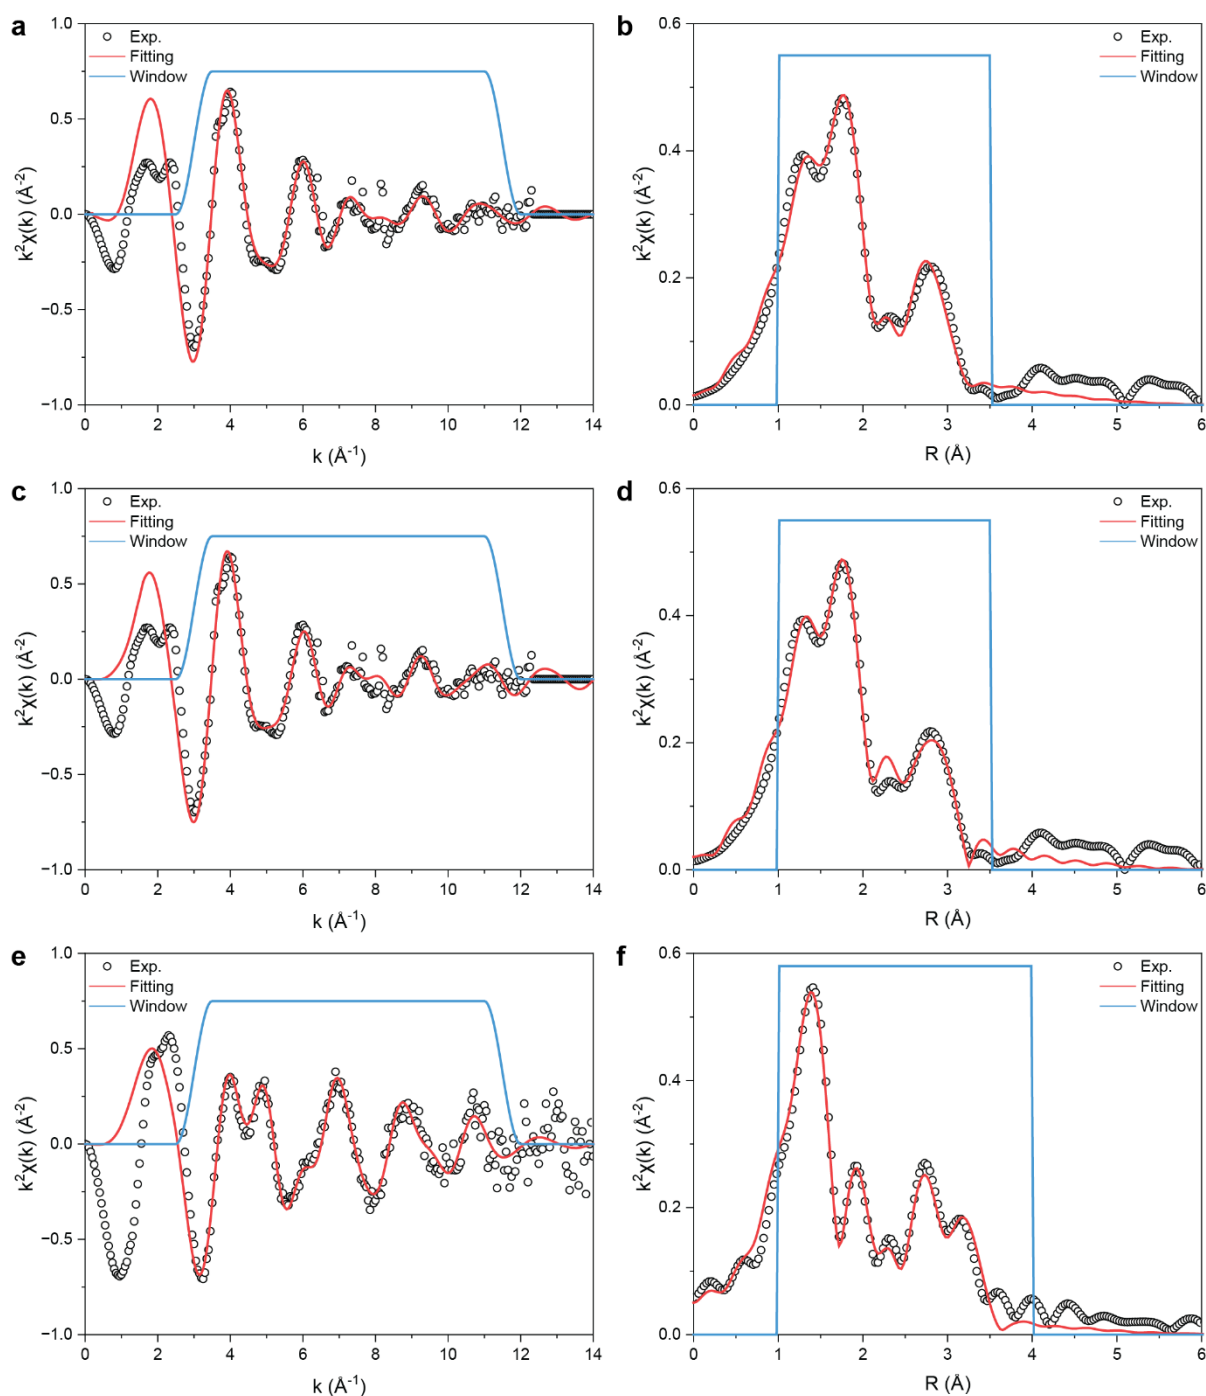 a
1.0
0.5
0.0
−0.5
−1.0
Exp.
Fitting
Window
k²χ(k) (Å⁻²)
0 2 4 6 8 10 12 14
k (Å⁻¹)
b
0.6
0.4
0.2
0.0
Exp.
Fitting
Window
k²χ(k) (Å⁻²)
0 1 2 3 4 5 6
R (Å)
c
1.0
0.5
0.0
−0.5
−1.0
Exp.
Fitting
Window
k²χ(k) (Å⁻²)
0 2 4 6 8 10 12 14
k (Å⁻¹)
d
0.6
0.4
0.2
0.0
Exp.
Fitting
Window
k²χ(k) (Å⁻²)
0 1 2 3 4 5 6
R (Å)
e
1.0
0.5
0.0
−0.5
−1.0
Exp.
Fitting
Window
k²χ(k) (Å⁻²)
0 2 4 6 8 10 12 14
k (Å⁻¹)
f
0.6
0.4
0.2
0.0
Exp.
Fitting
Window
k²χ(k) (Å⁻²)
0 1 2 3 4 5 6
R (Å)